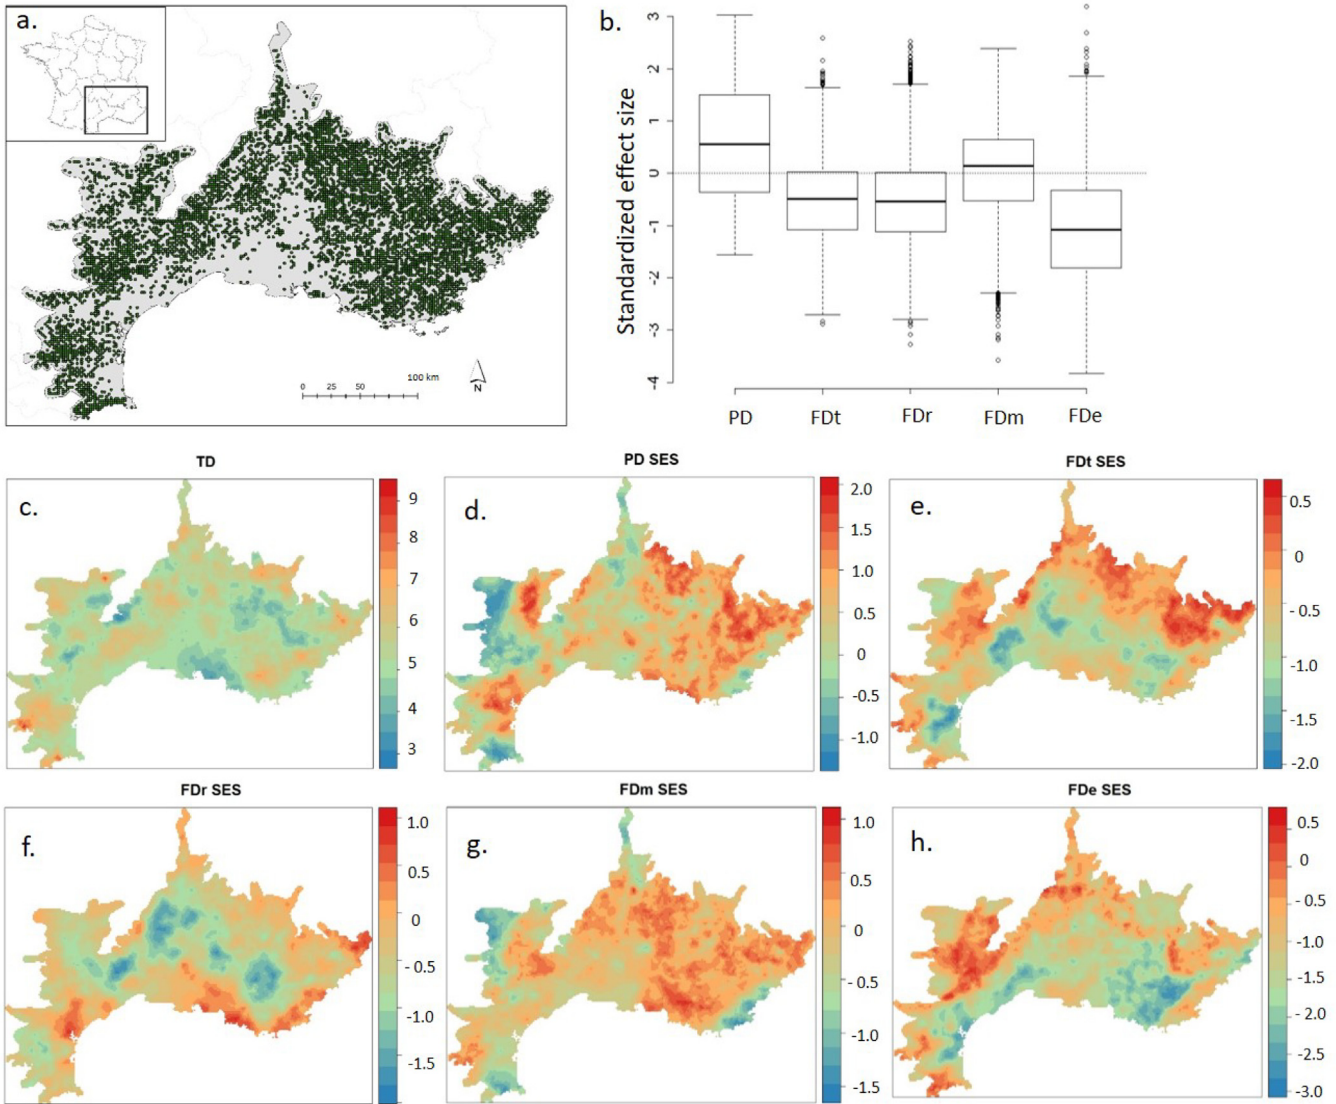 a.
0 25 50 100 km
N
b.
Standardized effect size
3
2
1
0
-1
-2
-3
-4
PD FDt FDr FDm FDe
TD
c.
9
8
7
6
5
4
3
PD SES
d.
2.0
1.5
1.0
0.5
0
-0.5
-1.0
FDt SES
e.
0.5
0
- 0.5
-1.0
-1.5
-2.0
FDr SES
f.
1.0
0.5
0
- 0.5
-1.0
-1.5
FDm SES
g.
1.0
0.5
0
- 0.5
-1.0
-1.5
FDe SES
h.
0.5
0
- 0.5
-1.0
-1.5
- 2.0
-2.5
-3.0